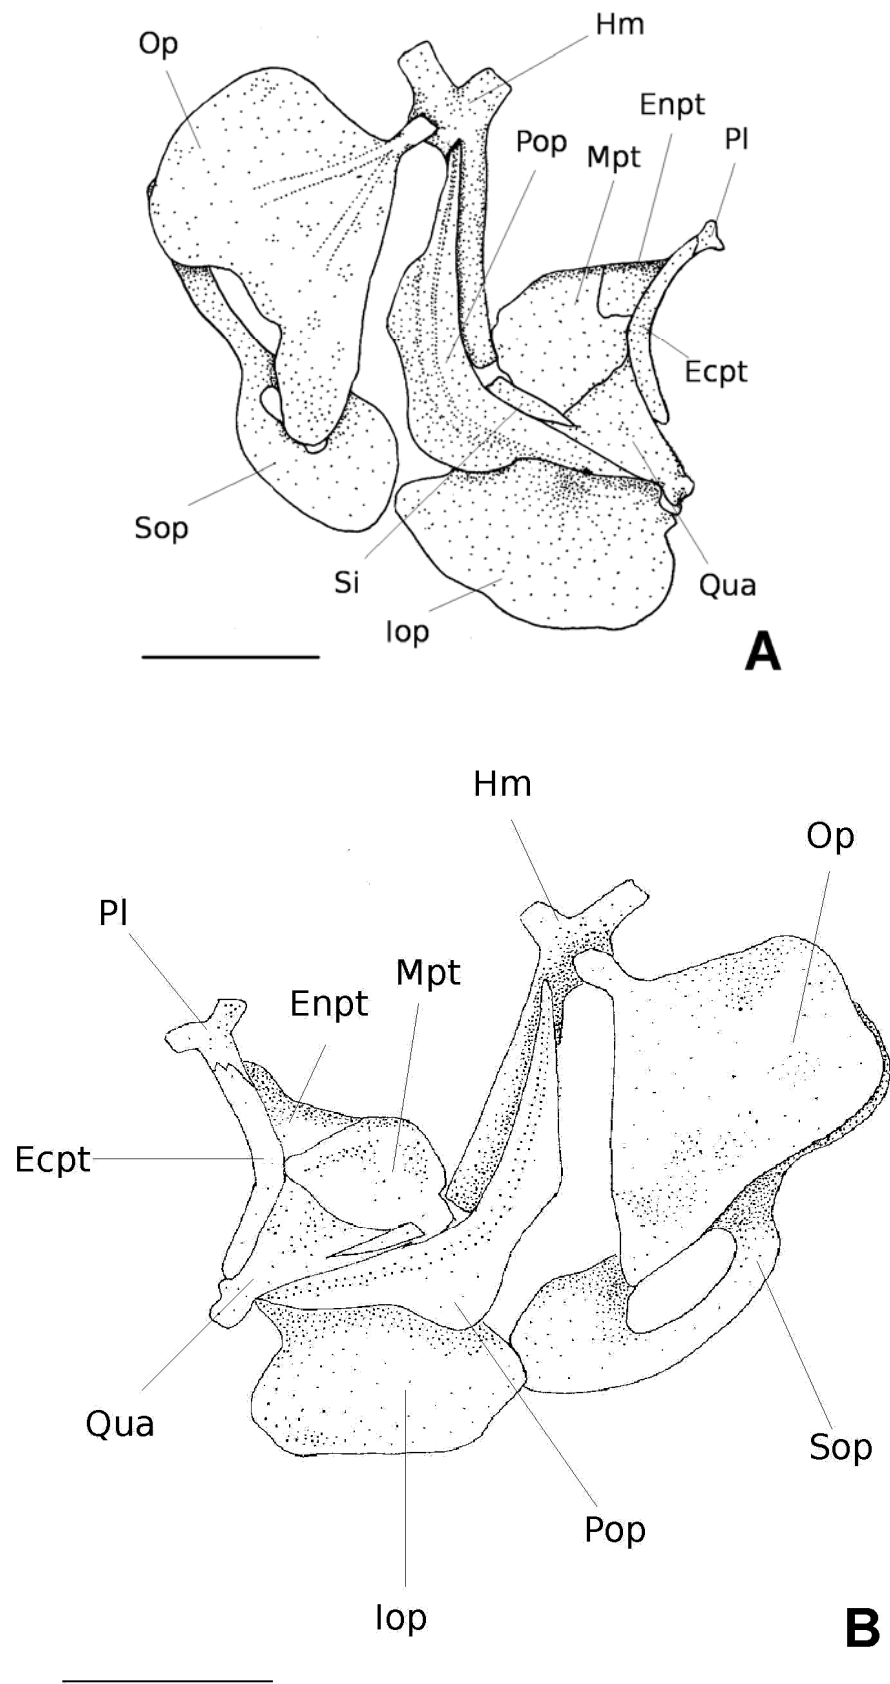 Hm
Op
Enpt
Pl
Pop
Mpt
Ecpt
Sop
Si
Qua
Iop
A
Hm
Op
Pl
Mpt
Enpt
Ecpt
Qua
Sop
Pop
Iop
B